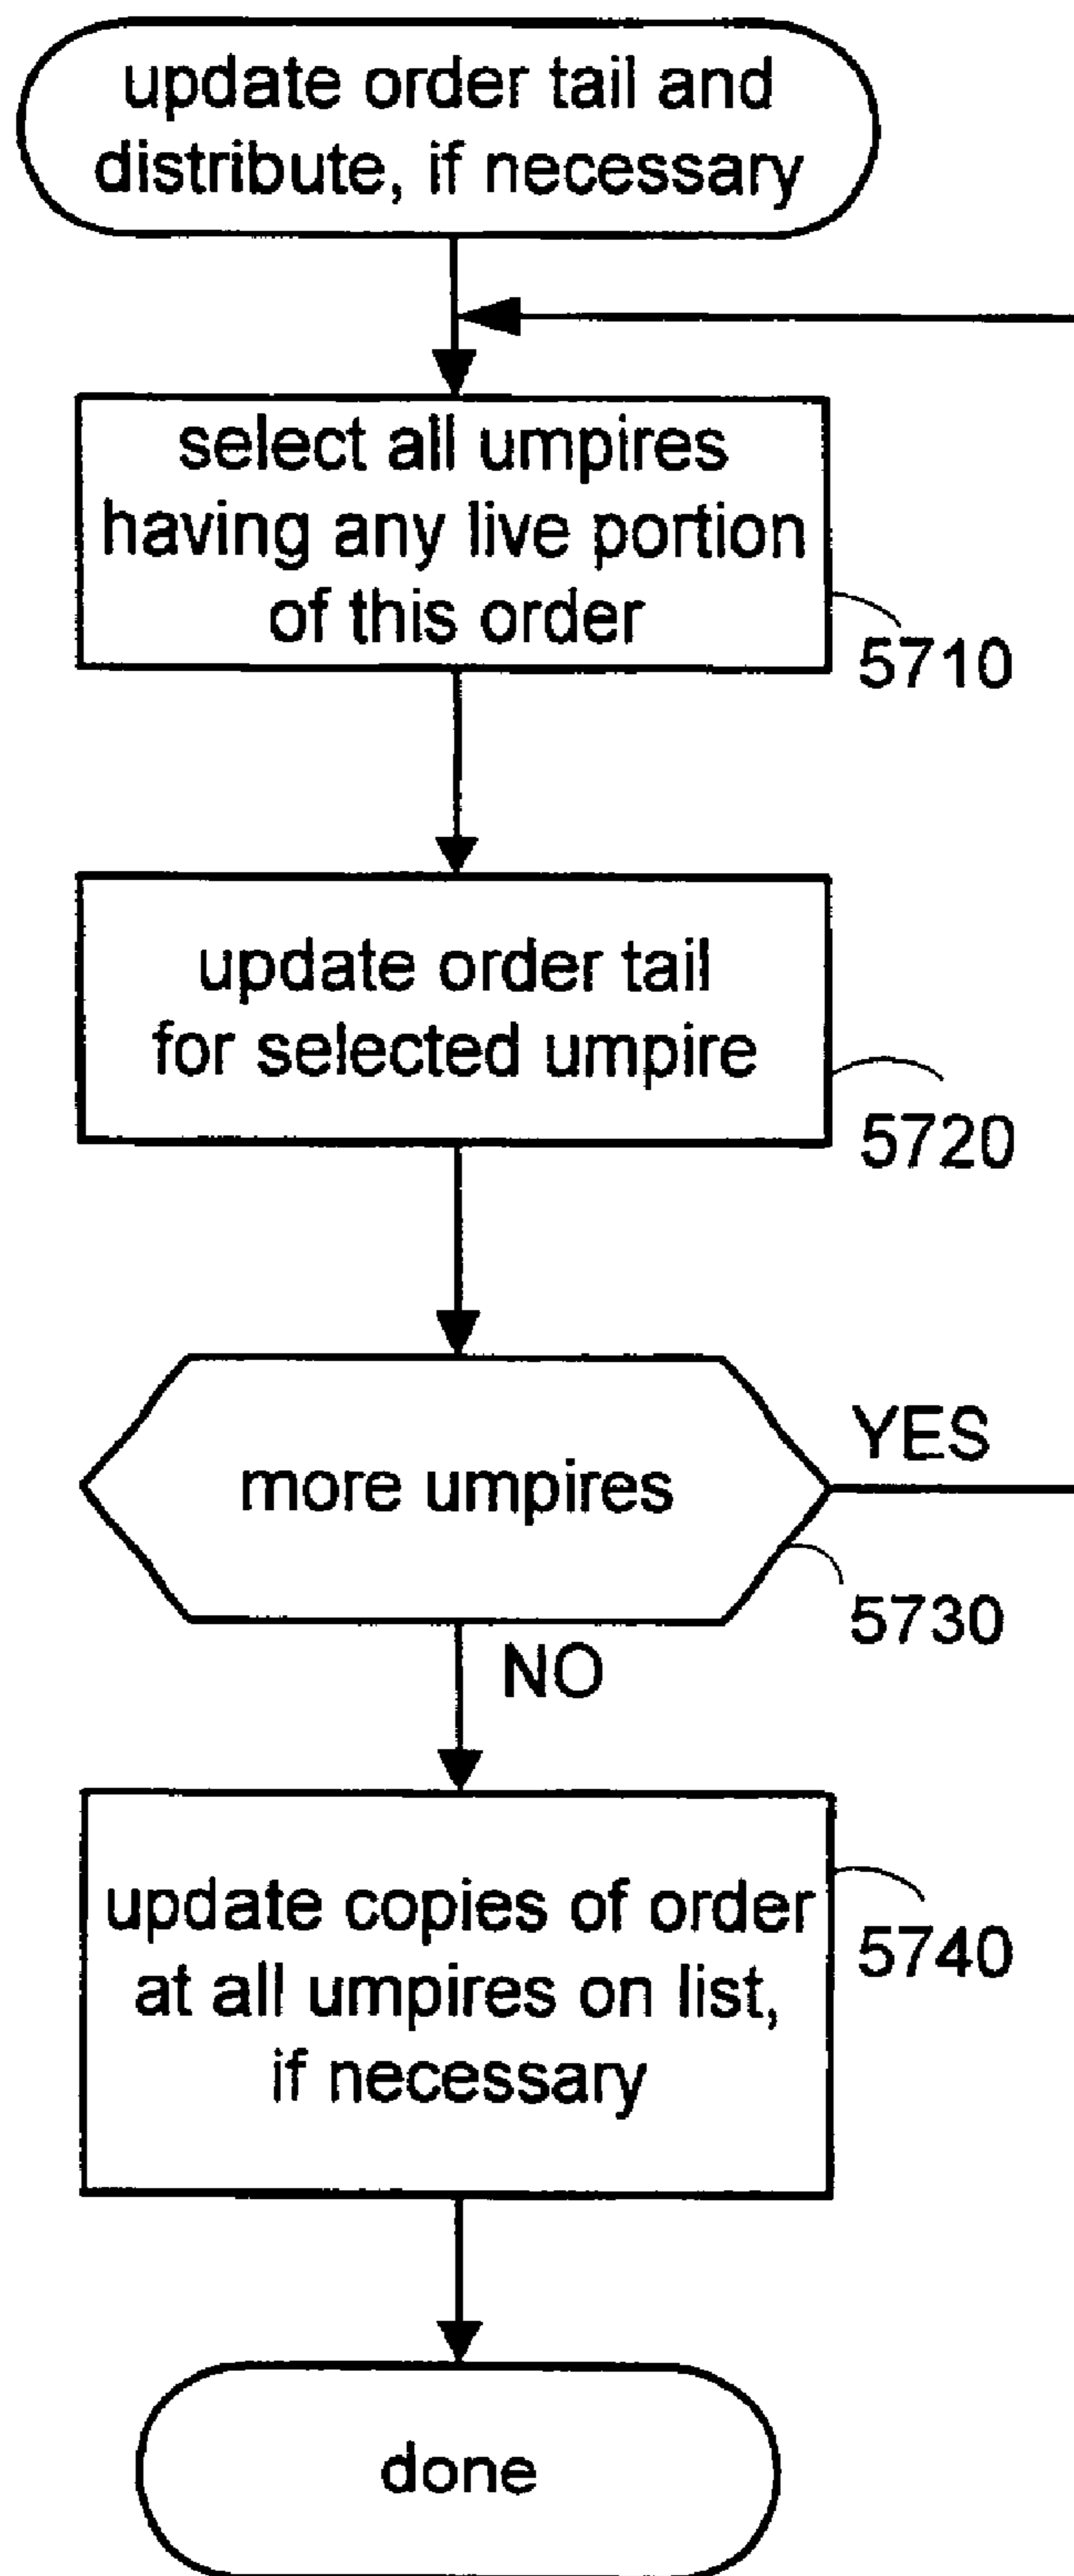 update order tail and
distribute, if necessary
select all umpires
having any live portion
of this order
5710
update order tail
for selected umpire
5720
more umpires
YES
5730
NO
update copies of order
at all umpires on list,
if necessary
5740
done